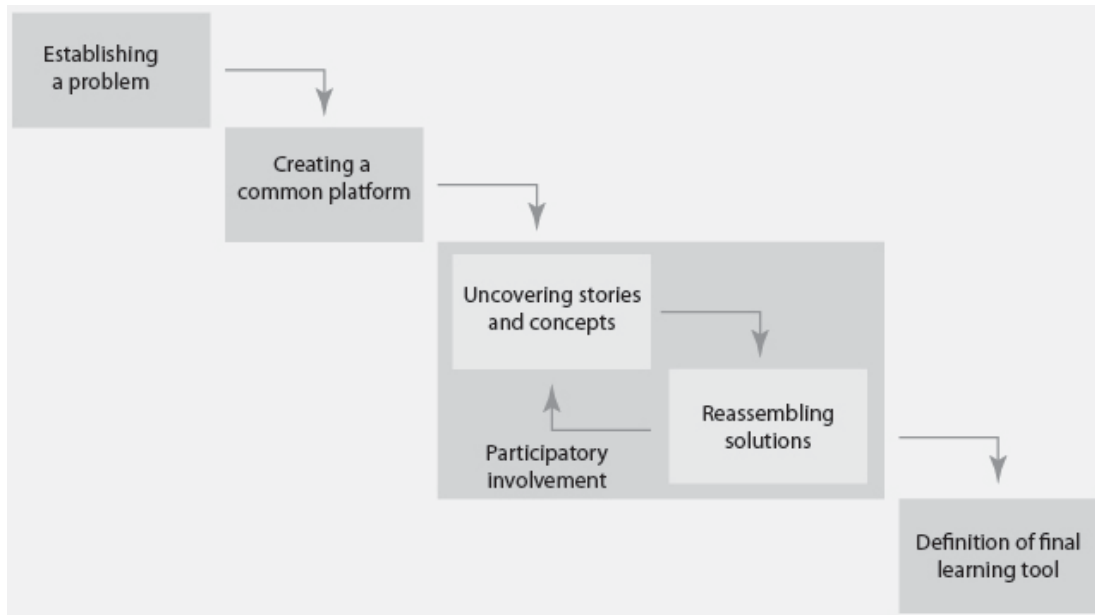 Establishing
a problem
Creating a
common platform
Uncovering stories
and concepts
Reassembling
solutions
Participatory
involvement
Definition of final
learning tool